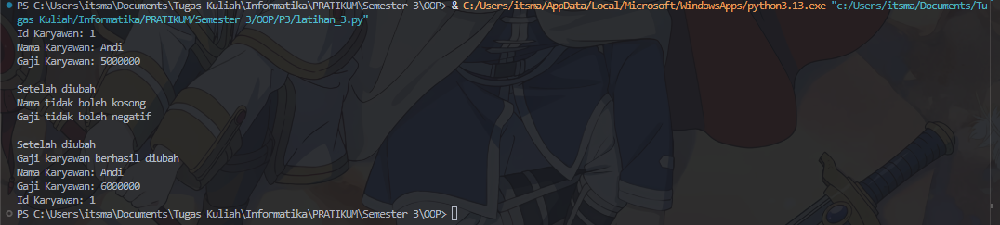 PS C:\Users\itsma\Documents\Tugas Kuliah\Informatika\PRATIKUM\Semester 3\OOP> & C:/Users/itsma/AppData/Local/Microsoft/WindowsApps/python3.13.exe "c:/Users/itsma/Documents/Tu
gas Kuliah/Informatika/PRATIKUM/Semester 3/OOP/P3/latihan_3.py"
Id Karyawan: 1
Nama Karyawan: Andi
Gaji Karyawan: 5000000
Setelah diubah
Nama tidak boleh kosong
Gaji tidak boleh negatif
Setelah diubah
Gaji karyawan berhasil diubah
Nama Karyawan: Andi
Gaji Karyawan: 6000000
Id Karyawan: 1
PS C:\Users\itsma\Documents\Tugas Kuliah\Informatika\PRATIKUM\Semester 3\OOP>